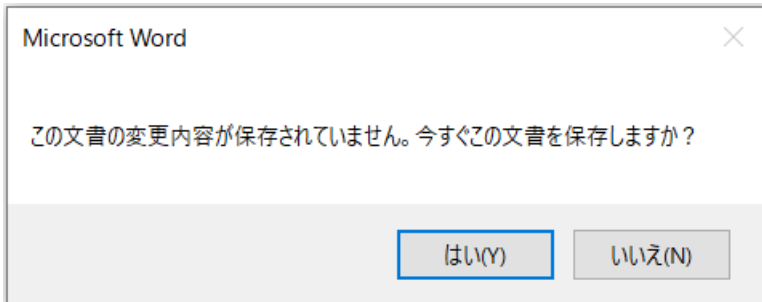 Microsoft Word
この文書の変更内容が保存されていません。今すぐこの文書を保存しますか？
はい(Y)
いいえ(N)